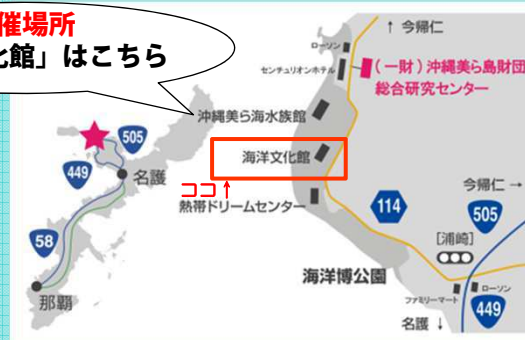 催場所
館」はこちら
↑ 今帰仁
ローソン
センチュリオンホテル
(一財)沖縄美ら島財団
総合研究センター
沖縄美ら海水族館
505
449
名護
海洋文化館
ココ↑
熱帯ドリームセンター
114
今帰仁 →
505
[浦崎]
58
海洋博公園
ファミリーマート
ローソン
449
那覇
名護 ↓